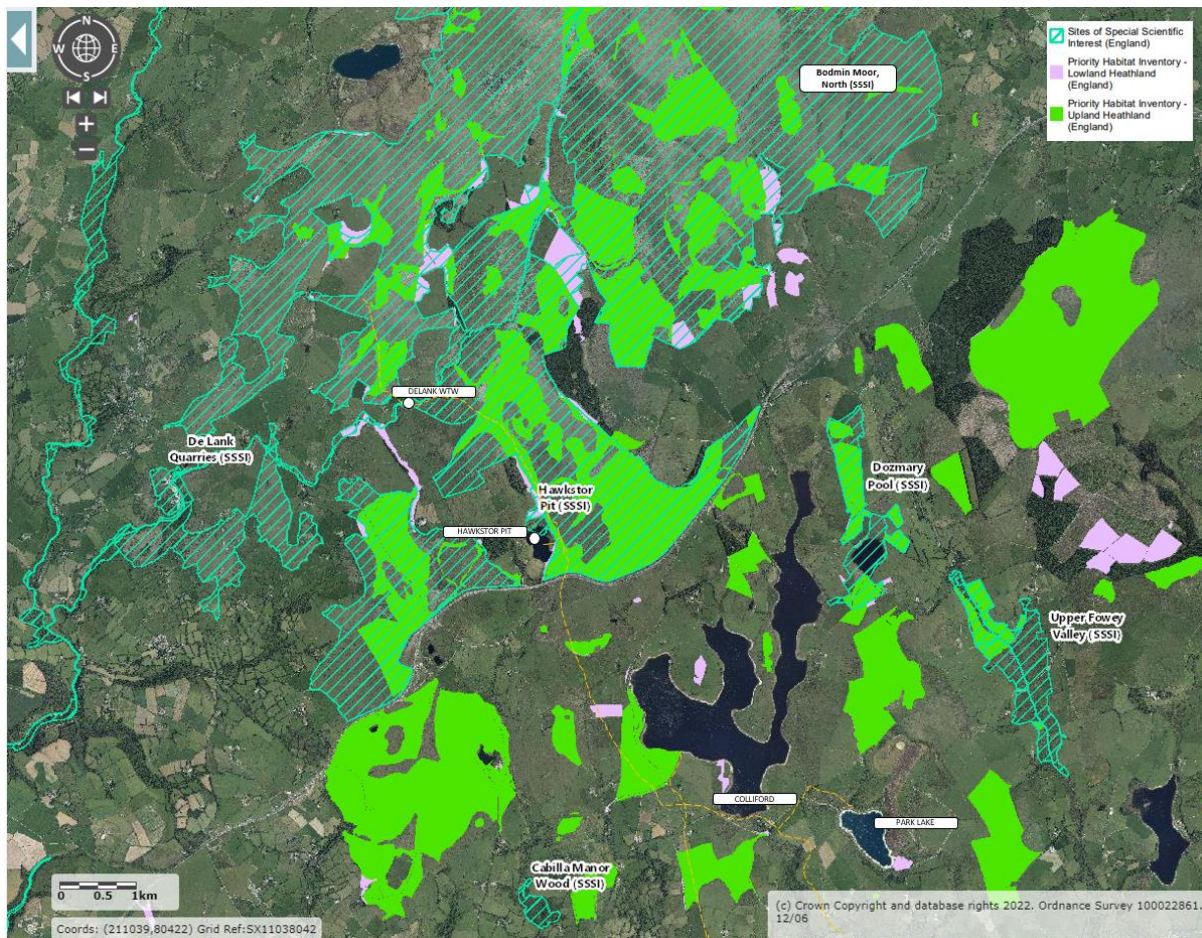 N
W
E
S
Sites of Special Scientific
Interest (England)
Priority Habitat Inventory -
Lowland Heathland
(England)
Priority Habitat Inventory -
Upland Heathland
(England)
Bodmin Moor,
North (SSSI)
DELANK WTW
De Lank
Quarries (SSSI)
Hawkstor
Pit (SSSI)
HAWKSTOR PIT
Dozmary
Pool (SSSI)
Upper Fowey
Valley (SSSI)
COLLIFORD
PARK LAKE
Cabilla Manor
Wood (SSSI)
0 0.5 1km
Coords: (211039,80422) Grid Ref:SX11038042
(c) Crown Copyright and database rights 2022. Ordnance Survey 100022861.
12/06